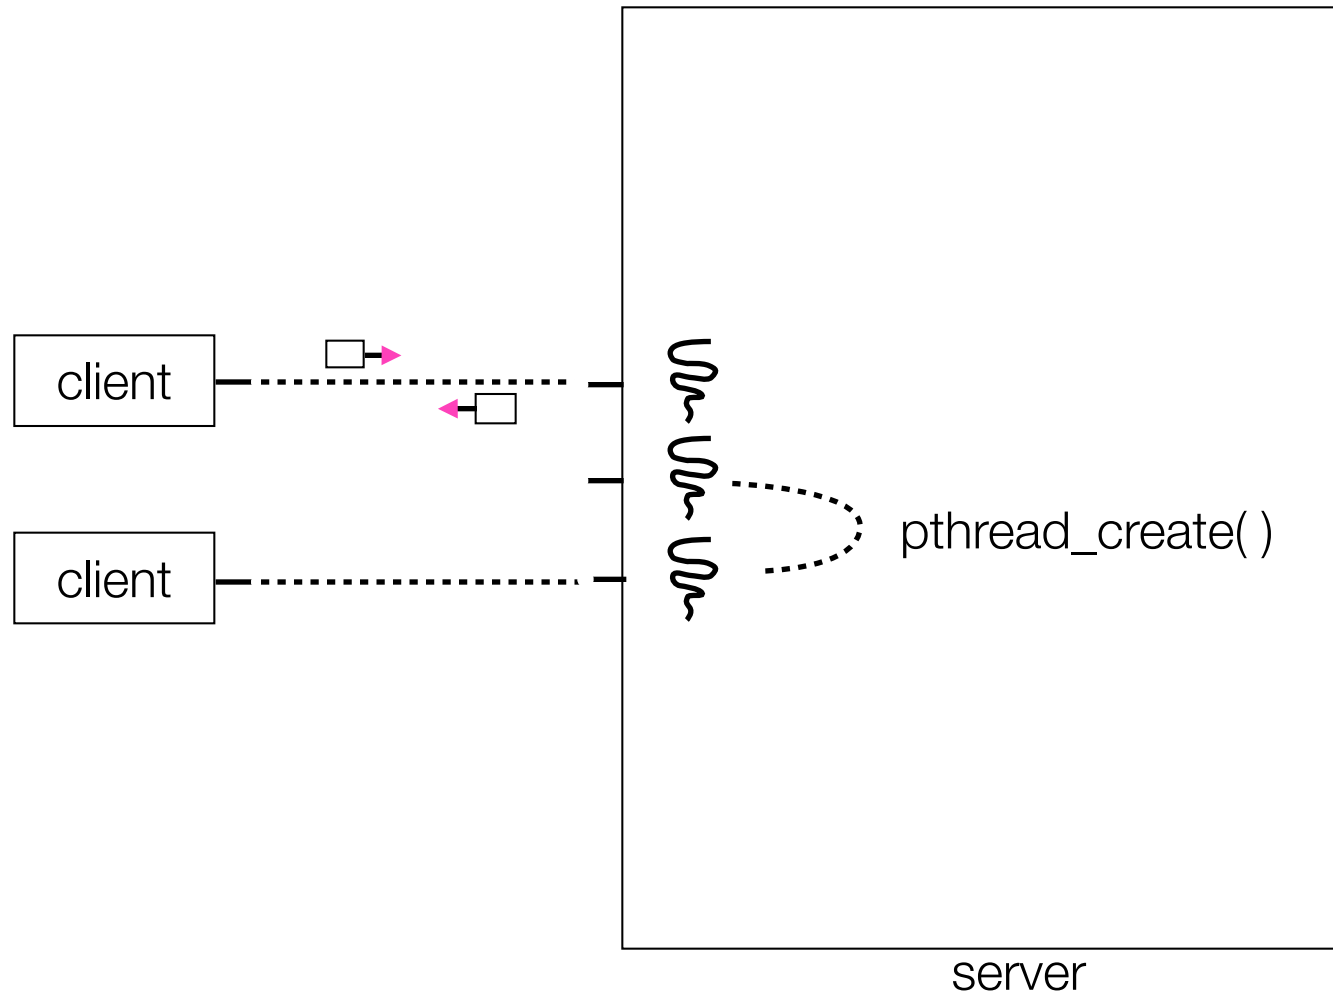 client
client
pthread_create( )
server